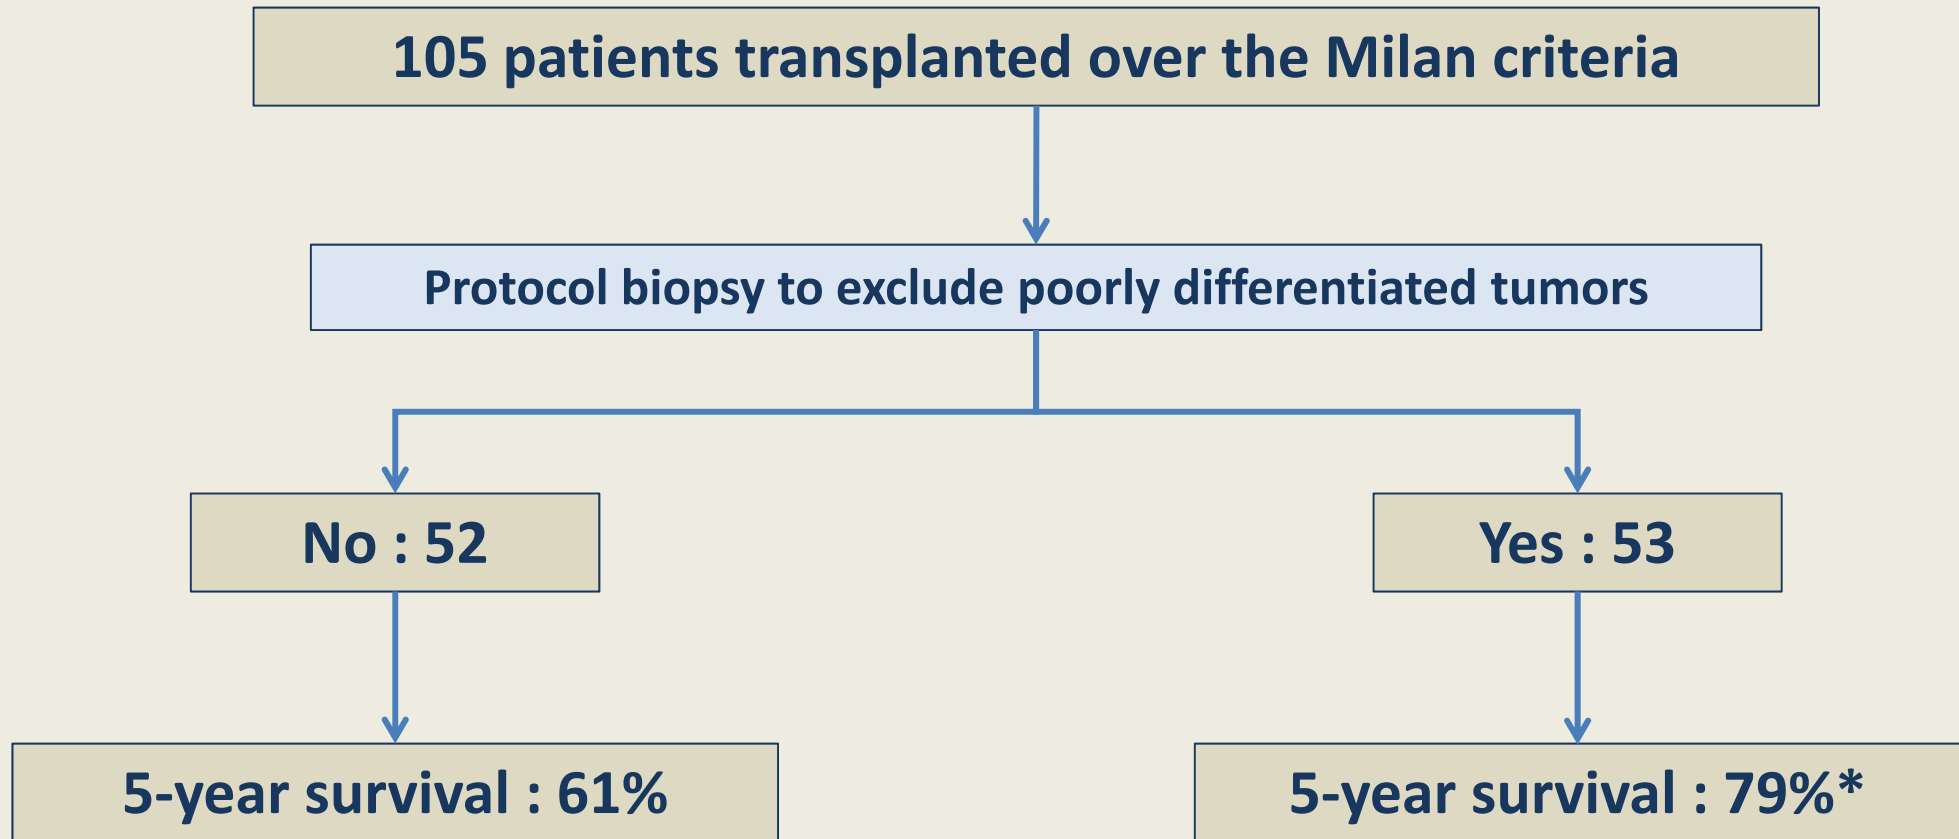 105 patients transplanted over the Milan criteria
Protocol biopsy to exclude poorly differentiated tumors
No : 52
Yes : 53
5-year survival : 61%
5-year survival : 79%*